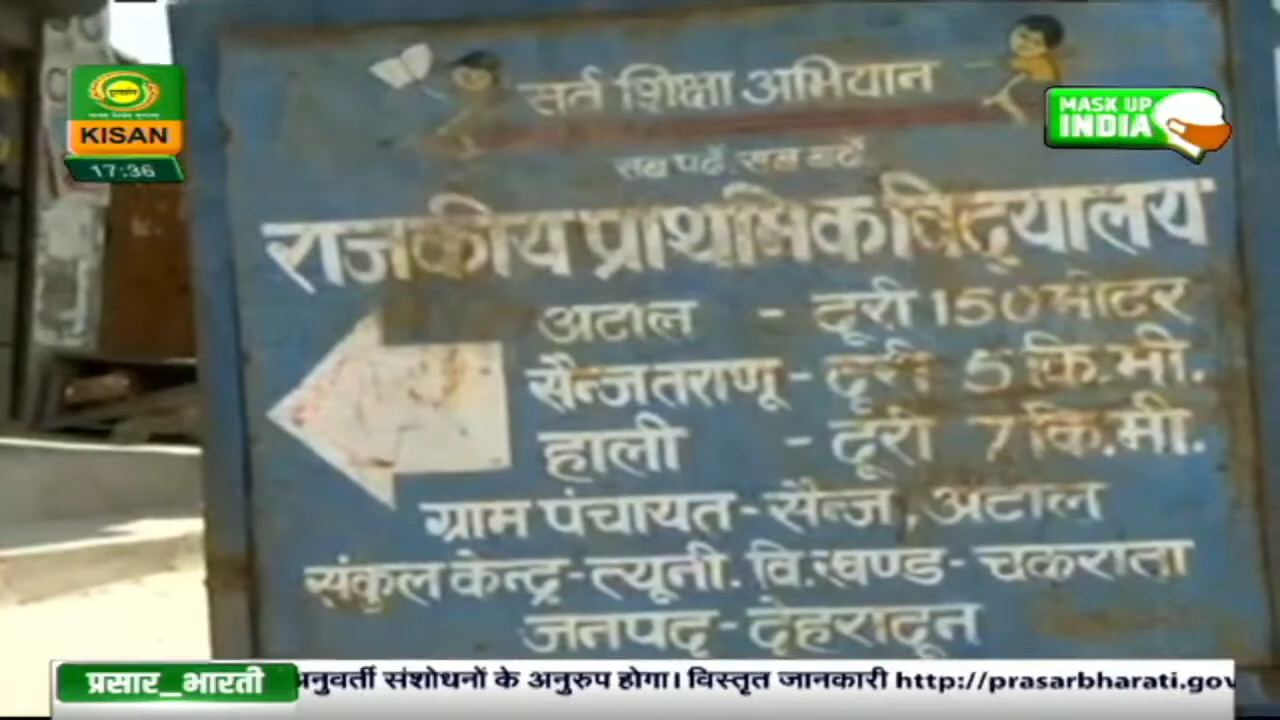 सर्व शिक्षा अभियान
सब पढें. सब बढें.
राजकीय प्राथमिक विद्यालय
अटाल - दूरी 150 मीटर
सैन्ज तराणू - दूरी 5 कि.मी.
हाली - दूरी 7 कि.मी.
ग्राम पंचायत - सैन्ज, अटाल
संकुल केन्द्र - त्यूनी. वि.खण्ड - चकराता
जनपद - देहरादून
KISAN
17:36
MASK UP
INDIA
प्रसार_भारती
अनुवर्ती संशोधनों के अनुरुप होगा। विस्तृत जानकारी http://prasarbharati.gov